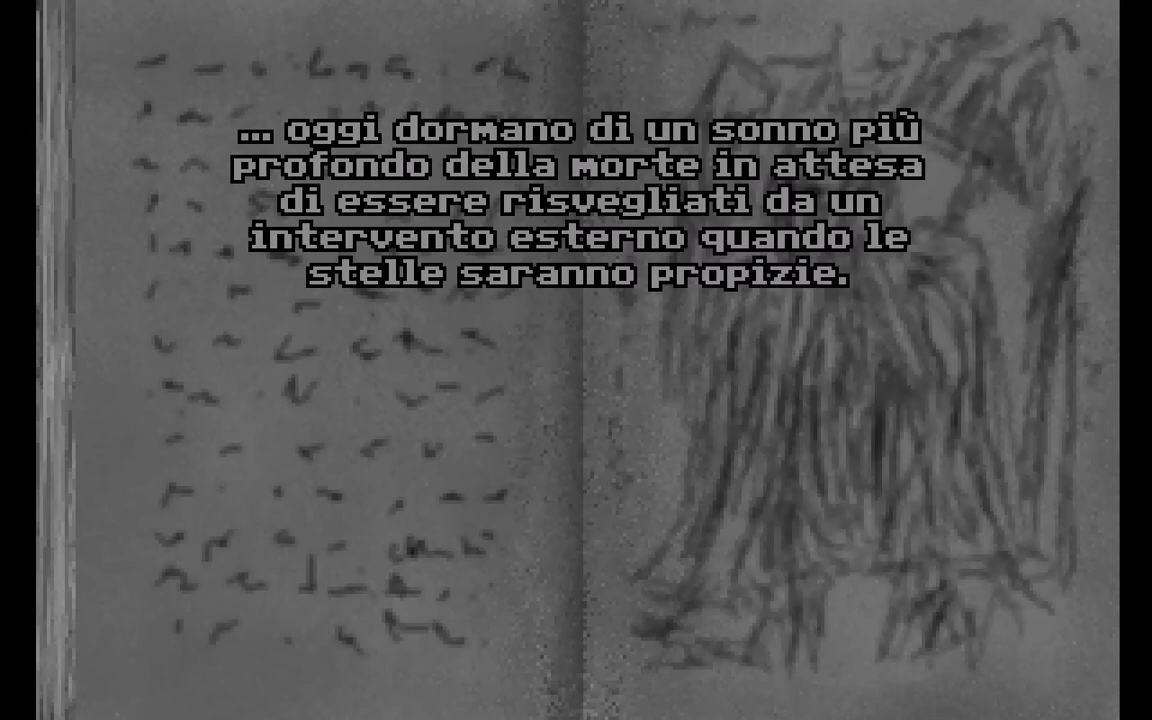 ... oggi dormano di un sonno più
profondo della morte in attesa
di essere risvegliati da un
intervento esterno quando le
stelle saranno propizie.